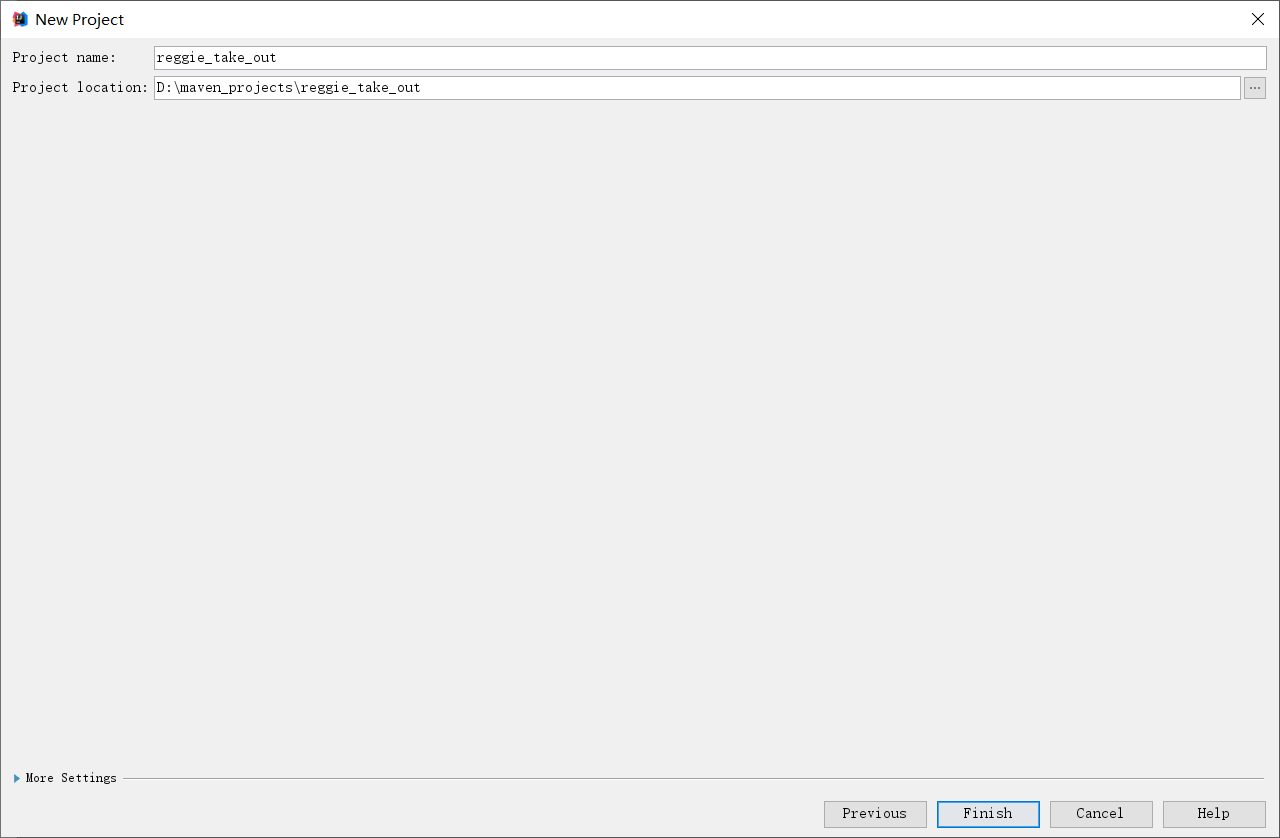 New Project
Project name: reggie_take_out
Project location: D:\maven_projects\reggie_take_out ...
More Settings
Previous Finish Cancel Help